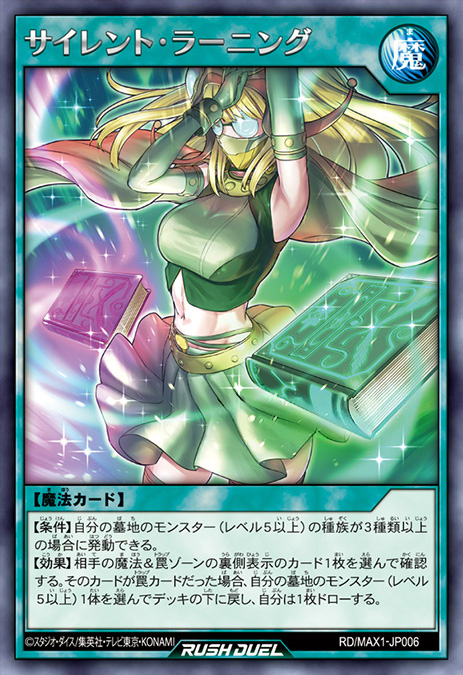 サイレント・ラーニング
魔
【魔法カード】
【条件】自分の墓地のモンスター(レベル5以上)の種族が3種類以上
の場合に発動できる。
【効果】相手の魔法&罠ゾーンの裏側表示のカード1枚を選んで確認
する。そのカードが罠カードだった場合、自分の墓地のモンスター(レベル
5以上)1体を選んでデッキの下に戻し、自分は1枚ドローする。
©スタジオ・ダイス/集英社・テレビ東京・KONAMI
RUSH DUEL
RD/MAX1-JP006